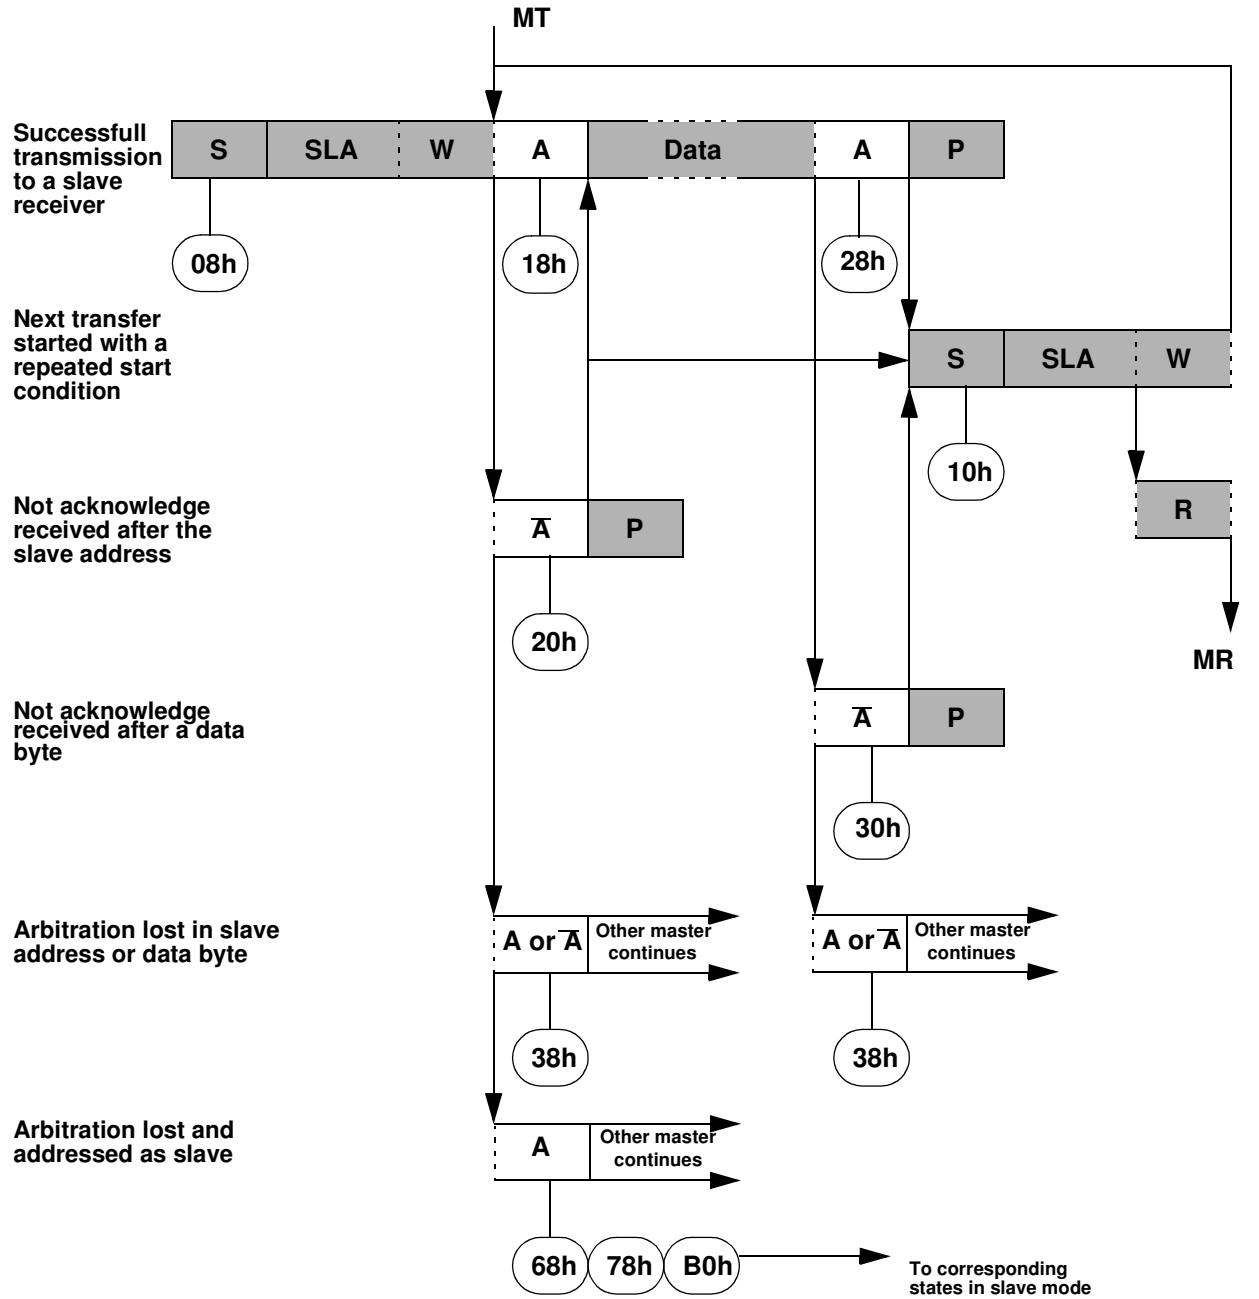 MT
Successfull
transmission
to a slave
receiver
S SLA W A Data A P
08h 18h 28h
Next transfer
started with a
repeated start
condition
S SLA W
10h
Not acknowledge
received after the
slave address
A̅ P
R
20h
MR
Not acknowledge
received after a data
byte
A̅ P
30h
Arbitration lost in slave
address or data byte
A or A̅ Other master
continues
A or A̅ Other master
continues
38h 38h
Arbitration lost and
addressed as slave
A Other master
continues
68h 78h B0h
To corresponding
states in slave mode